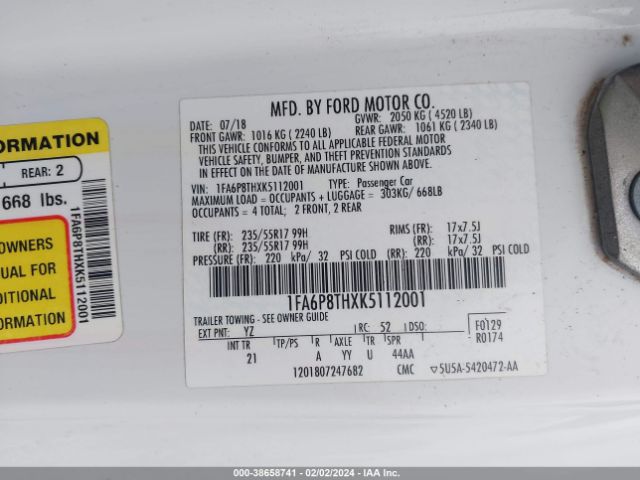 ORMATION
REAR: 2
668 lbs.
OWNERS
UAL FOR
DITIONAL
ORMATION
1FA6P8THXK5112001
MFD. BY FORD MOTOR CO.
DATE: 07/18 GVWR: 2050 KG ( 4520 LB)
FRONT GAWR: 1016 KG ( 2240 LB) REAR GAWR: 1061 KG ( 2340 LB)
THIS VEHICLE CONFORMS TO ALL APPLICABLE FEDERAL MOTOR
VEHICLE SAFETY, BUMPER, AND THEFT PREVENTION STANDARDS
IN EFFECT ON THE DATE OF MANUFACTURE SHOWN ABOVE.
VIN: 1FA6P8THXK5112001 TYPE: Passenger Car
MAXIMUM LOAD = OCCUPANTS + LUGGAGE = 303KG/ 668LB
OCCUPANTS = 4 TOTAL; 2 FRONT, 2 REAR
TIRE (FR): 235/55R17 99H RIMS (FR): 17x7.5J
(RR): 235/55R17 99H (RR): 17x7.5J
PRESSURE (FR): 220 kPa/ 32 PSI COLD (RR): 220 kPa/ 32 PSI COLD
1FA6P8THXK5112001
TRAILER TOWING - SEE OWNER GUIDE
EXT PNT: YZ RC: 52 DSO: F0129
INT TR TP/PS R AXLE TR SPR R0174
21 A YY U 44AA
1201807247682 CMC ▽5U5A-5420472-AA
© - 38658741 - 02/02/2024 - IAAI.COM